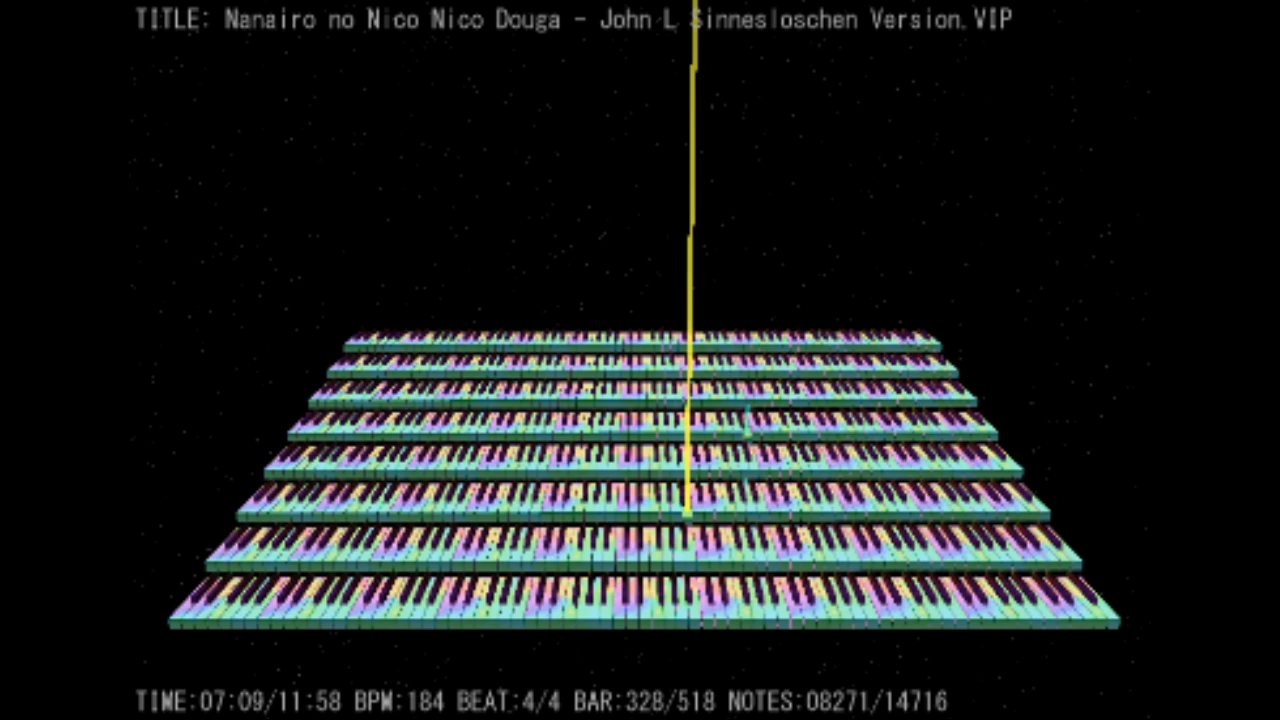 TITLE: Nanairo no Nico Nico Douga - John L Sinnesloschen Version.VIP
TIME:07:09/11:58 BPM:184 BEAT:4/4 BAR:328/518 NOTES:08271/14716